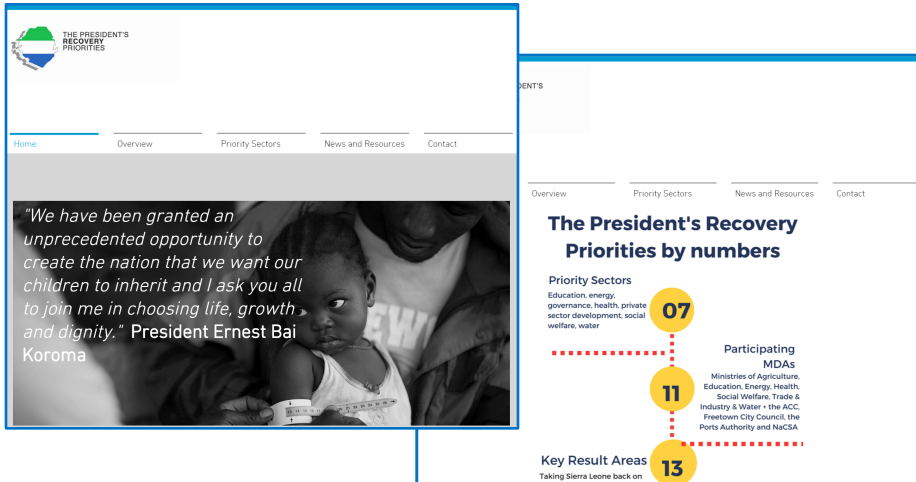 THE PRESIDENT'S
RECOVERY
PRIORITIES
Home
Overview
Priority Sectors
News and Resources
Contact
"We have been granted an
unprecedented opportunity to
create the nation that we want our
children to inherit and I ask you all
to join me in choosing life, growth
and dignity." President Ernest Bai
Koroma
DENT'S
Overview
Priority Sectors
News and Resources
Contact
The President's Recovery
Priorities by numbers
Priority Sectors
Education, energy,
governance, health, private
sector development, social
welfare, water
07
Participating
MDAs
Ministries of Agriculture,
Education, Energy, Health,
Social Welfare, Trade &
Industry & Water + the ACC,
Freetown City Council, the
Ports Authority and NaCSA
11
Key Result Areas
Taking Sierra Leone back on
13